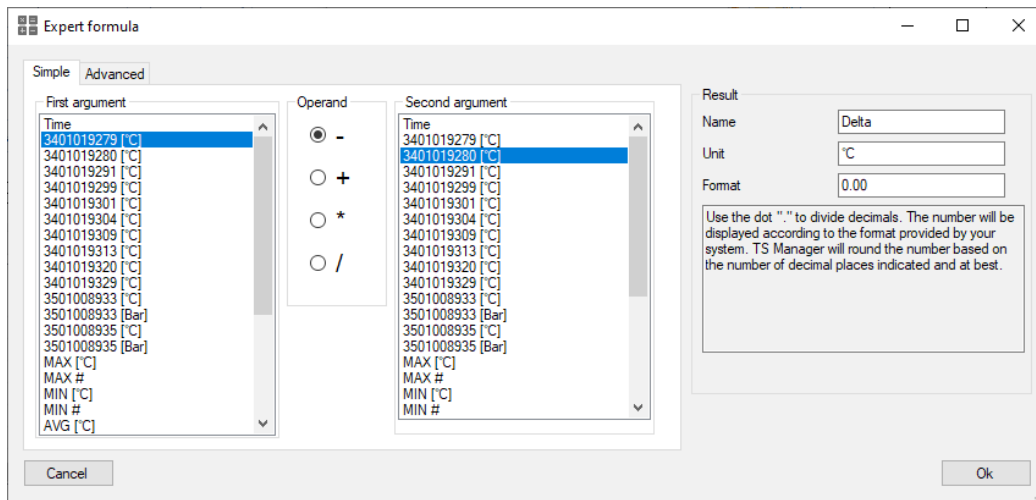 Expert formula
Simple
Advanced
First argument
Time
3401019279 [°C]
3401019280 [°C]
3401019291 [°C]
3401019299 [°C]
3401019301 [°C]
3401019304 [°C]
3401019309 [°C]
3401019313 [°C]
3401019320 [°C]
3401019329 [°C]
3501008933 [°C]
3501008933 [Bar]
3501008935 [°C]
3501008935 [Bar]
MAX [°C]
MAX #
MIN [°C]
MIN #
AVG [°C]
Operand
-
+
*
/
Second argument
Time
3401019279 [°C]
3401019280 [°C]
3401019291 [°C]
3401019299 [°C]
3401019301 [°C]
3401019304 [°C]
3401019309 [°C]
3401019313 [°C]
3401019320 [°C]
3401019329 [°C]
3501008933 [°C]
3501008933 [Bar]
3501008935 [°C]
3501008935 [Bar]
MAX [°C]
MAX #
MIN [°C]
MIN #
Result
Name Delta
Unit °C
Format 0.00
Use the dot "." to divide decimals. The number will be
displayed according to the format provided by your
system. TS Manager will round the number based on
the number of decimal places indicated and at best.
Cancel
Ok